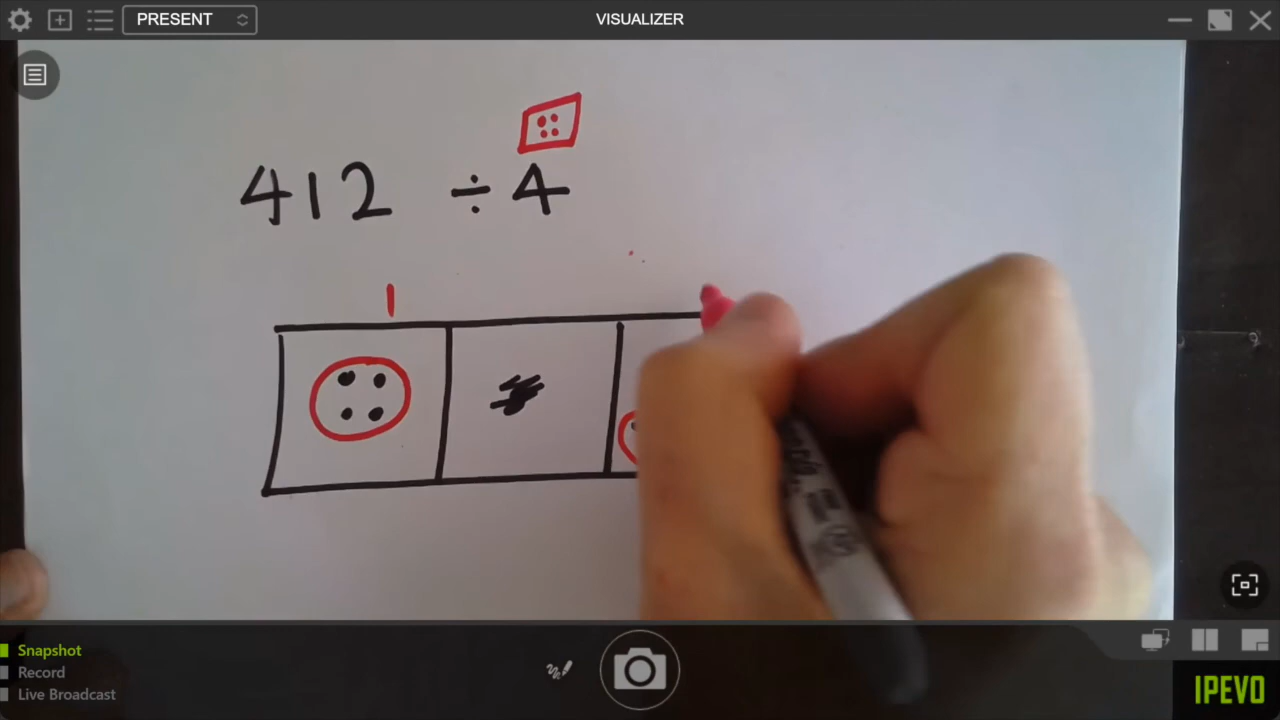 PRESENT
VISUALIZER
412 ÷ 4
1
Snapshot
Record
Live Broadcast
IPEVO